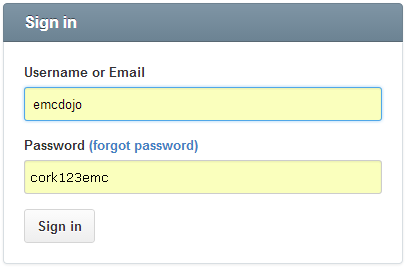 Sign in
Username or Email
emcdojo
Password (forgot password)
cork123emc
Sign in